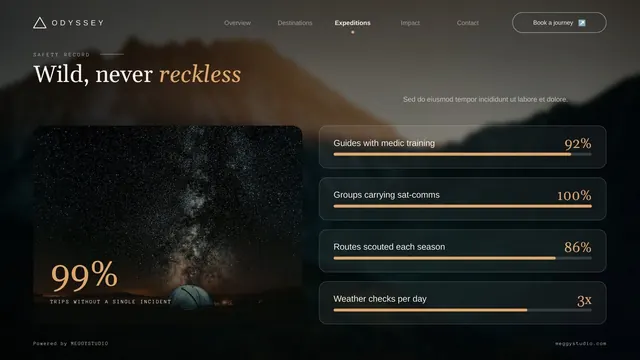 ODYSSEY
Overview
Destinations
Expeditions
Impact
Contact
Book a journey
SAFETY RECORD
Wild, never reckless
Sed do eiusmod tempor incididunt ut labore et dolore.
99%
TRIPS WITHOUT A SINGLE INCIDENT
Guides with medic training 92%
Groups carrying sat-comms 100%
Routes scouted each season 86%
Weather checks per day 3x
Powered by MEGGYSTUDIO
meggystudio.com